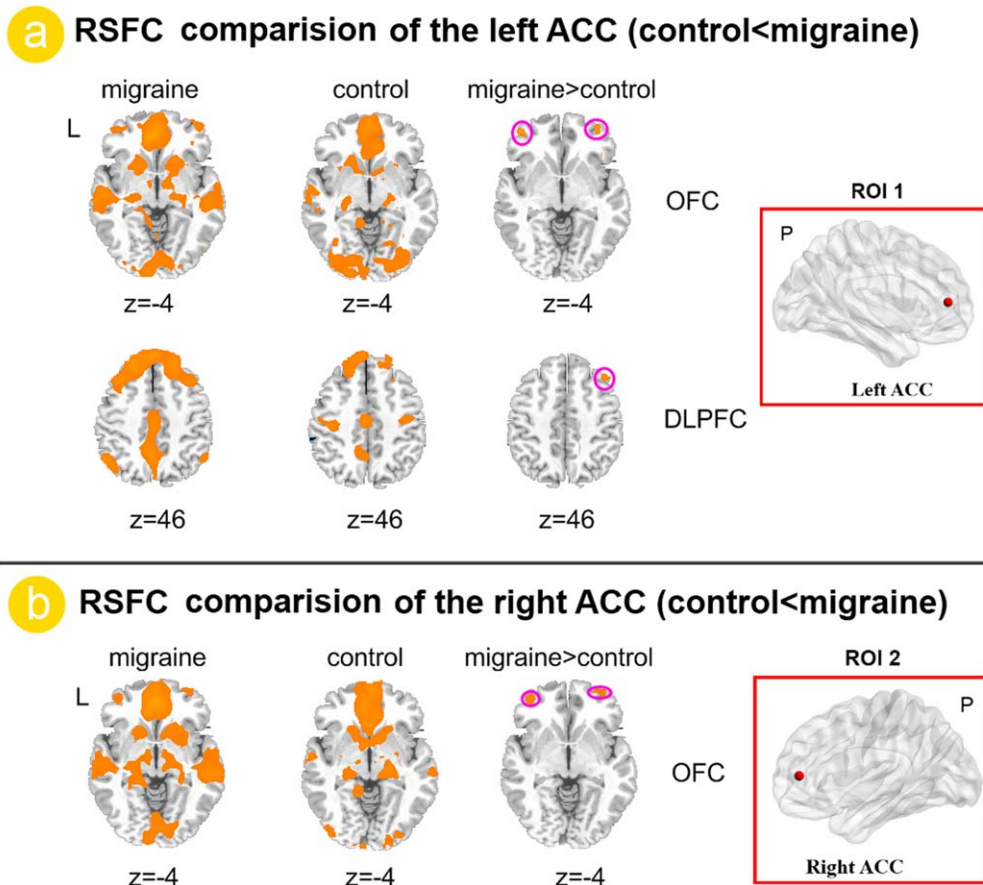 a RSFC comparision of the left ACC (control<migraine)
migraine control migraine>control
L
OFC
z=-4 z=-4 z=-4
ROI 1
P
Left ACC
DLPFC
z=46 z=46 z=46
b RSFC comparision of the right ACC (control<migraine)
migraine control migraine>control
L
OFC
z=-4 z=-4 z=-4
ROI 2
P
Right ACC